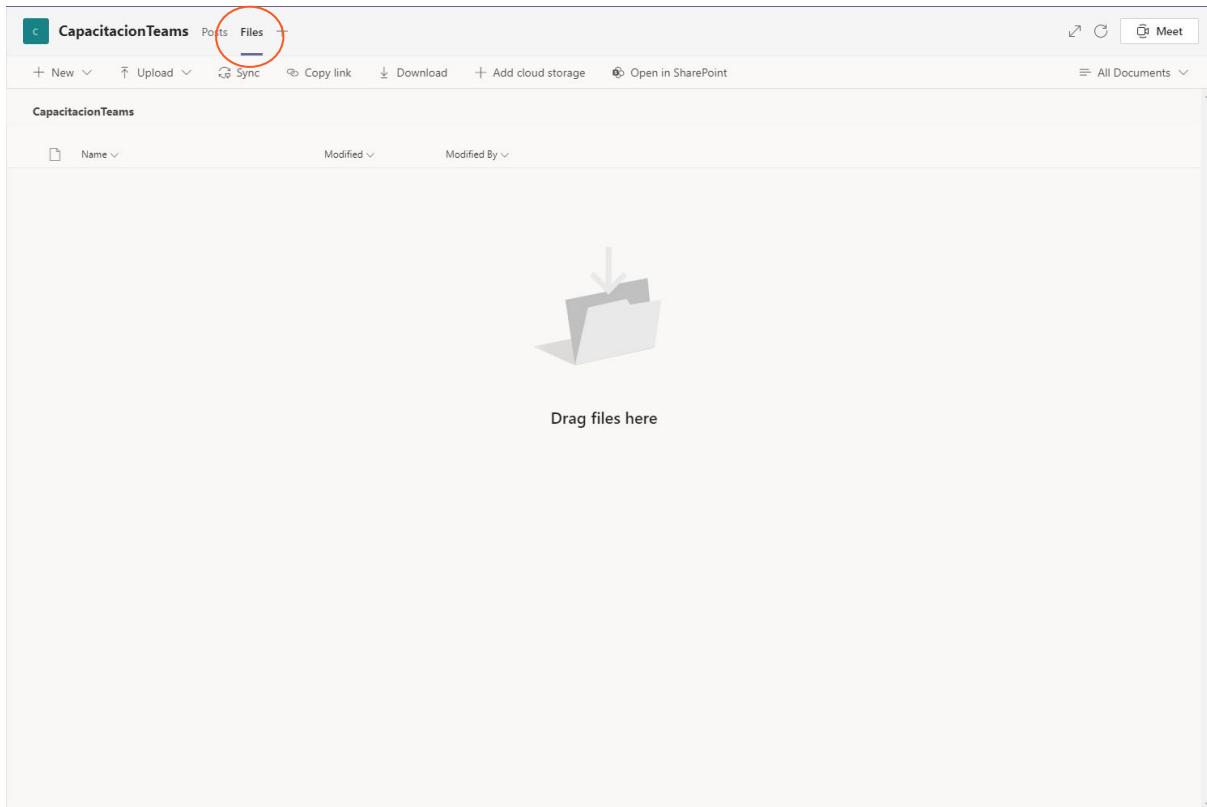 C CapacitacionTeams Posts Files + Meet
+ New Upload Sync Copy link Download + Add cloud storage Open in SharePoint All Documents
CapacitacionTeams
Name Modified Modified By
Drag files here